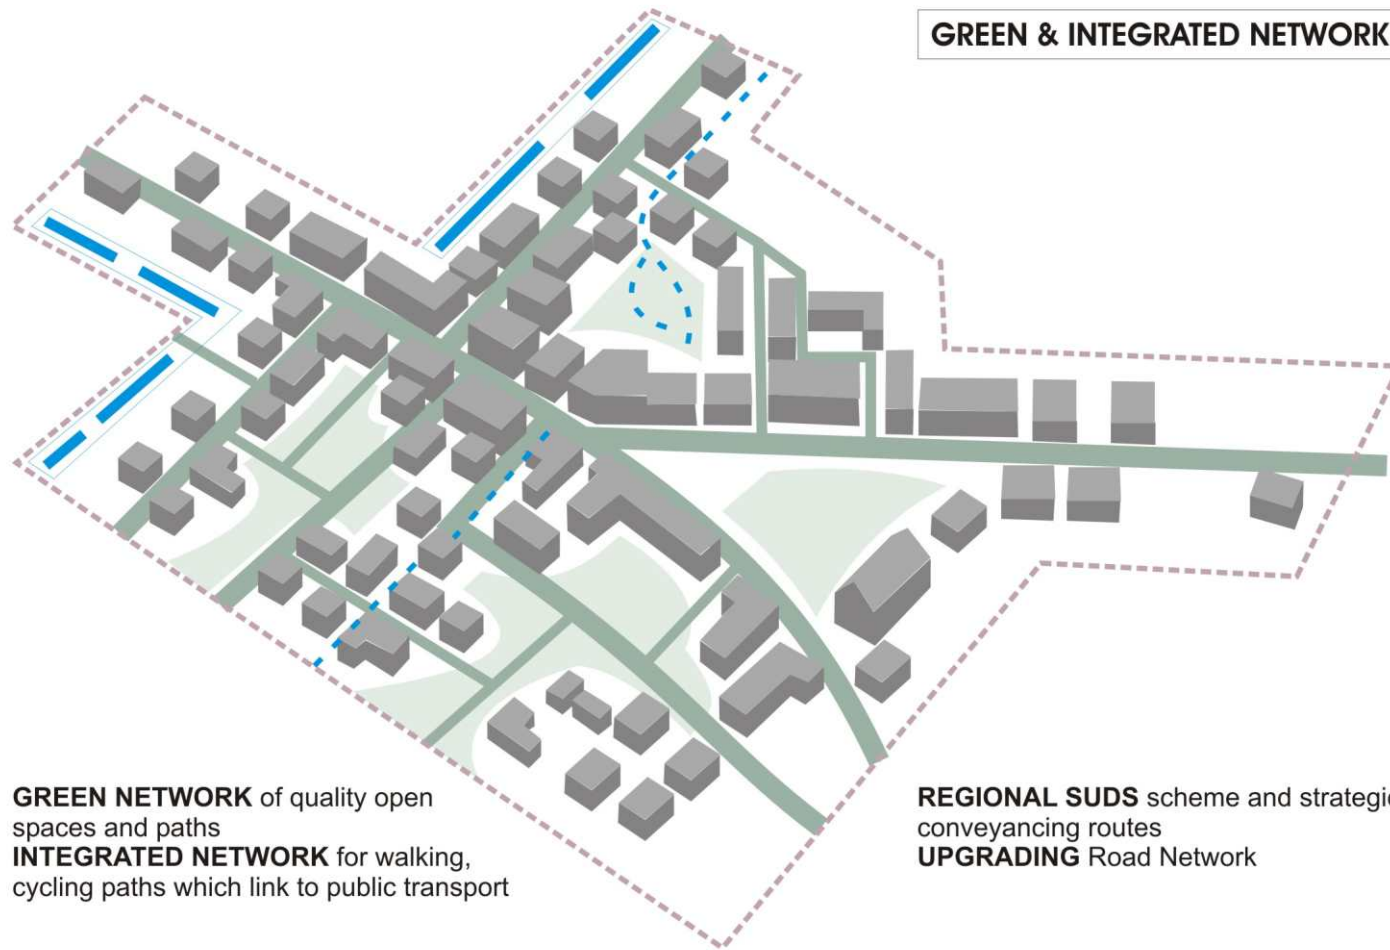 GREEN & INTEGRATED NETWORK
GREEN NETWORK of quality open
spaces and paths
INTEGRATED NETWORK for walking,
cycling paths which link to public transport
REGIONAL SUDS scheme and strategic
conveyancing routes
UPGRADING Road Network